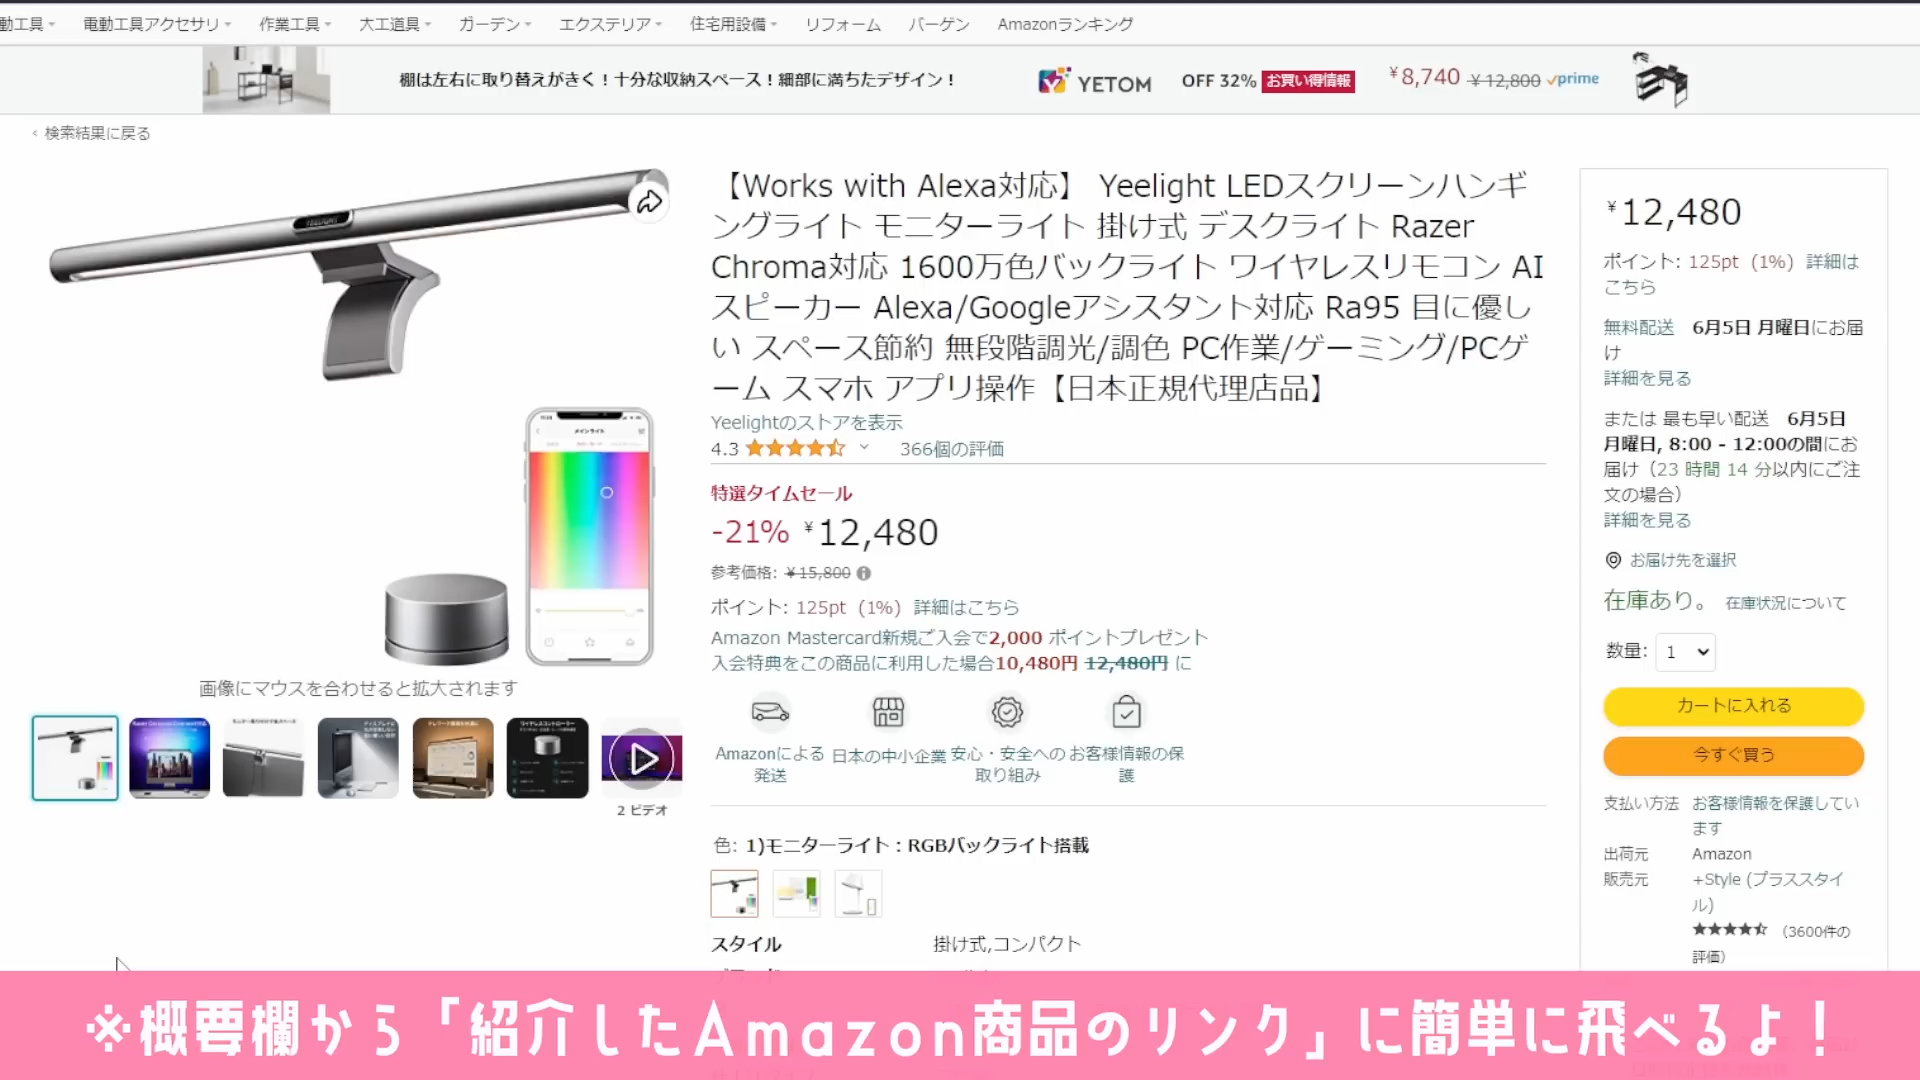 動工具
電動工具アクセサリ
作業工具
大工道具
ガーデン
エクステリア
住宅用設備
リフォーム
バーゲン
Amazonランキング
棚は左右に取り替えがきく！十分な収納スペース！細部に満ちたデザイン！
YETOM
OFF 32%
お買い得情報
¥8,740
¥12,800
prime
‹ 検索結果に戻る
YEELIGHT
画像にマウスを合わせると拡大されます
2 ビデオ
【Works with Alexa対応】 Yeelight LEDスクリーンハンギ
ングライト モニターライト 掛け式 デスクライト Razer
Chroma対応 1600万色バックライト ワイヤレスリモコン AI
スピーカー Alexa/Googleアシスタント対応 Ra95 目に優し
い スペース節約 無段階調光/調色 PC作業/ゲーミング/PCゲ
ーム スマホ アプリ操作【日本正規代理店品】
Yeelightのストアを表示
4.3
366個の評価
特選タイムセール
-21% ¥12,480
参考価格: ¥15,800
ポイント: 125pt (1%) 詳細はこちら
Amazon Mastercard新規ご入会で2,000 ポイントプレゼント
入会特典をこの商品に利用した場合10,480円 12,480円 に
Amazonによる
発送
日本の中小企業
安心・安全への
取り組み
お客様情報の保
護
色: 1)モニターライト：RGBバックライト搭載
スタイル
掛け式,コンパクト
¥12,480
ポイント: 125pt (1%) 詳細は
こちら
無料配送 6月5日 月曜日にお届
け
詳細を見る
または 最も早い配送 6月5日
月曜日, 8:00 - 12:00の間にお
届け（23 時間 14 分以内にご注
文の場合）
詳細を見る
お届け先を選択
在庫あり。 在庫状況について
数量: 1
カートに入れる
今すぐ買う
支払い方法 お客様情報を保護してい
ます
出荷元 Amazon
販売元 +Style (プラススタイ
ル)
(3600件の
評価)
※概要欄から「紹介したAmazon商品のリンク」に簡単に飛べるよ！